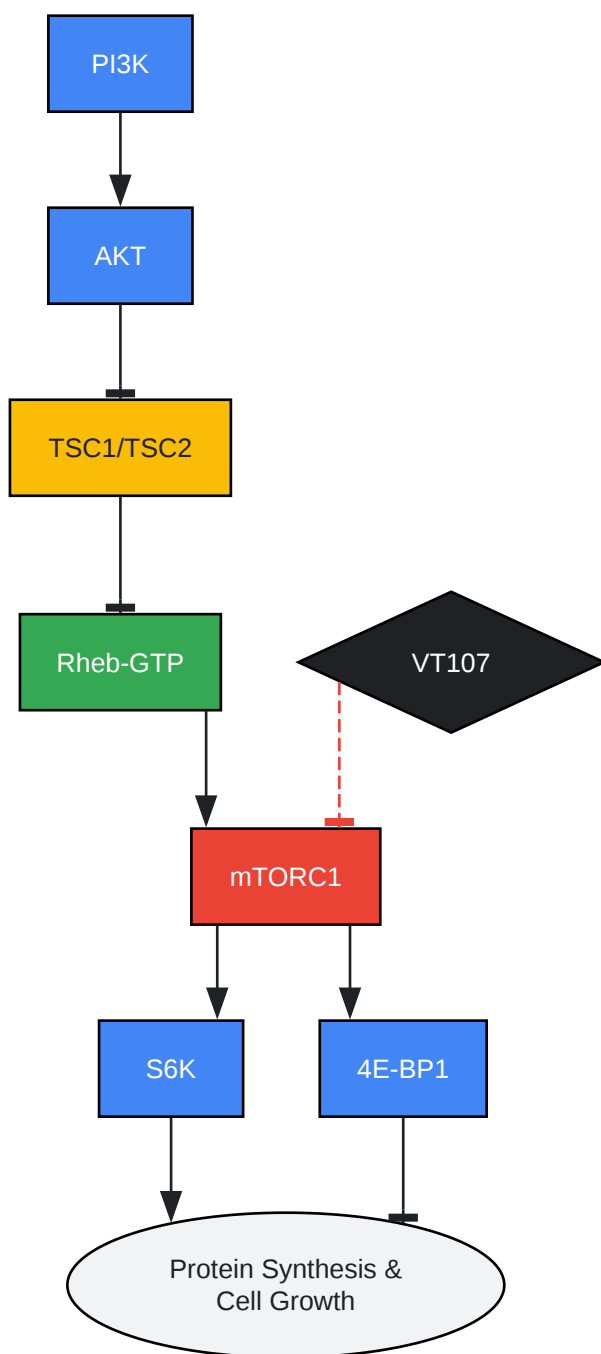 PI3K
AKT
TSC1/TSC2
Rheb-GTP
VT107
mTORC1
S6K
4E-BP1
Protein Synthesis &
Cell Growth